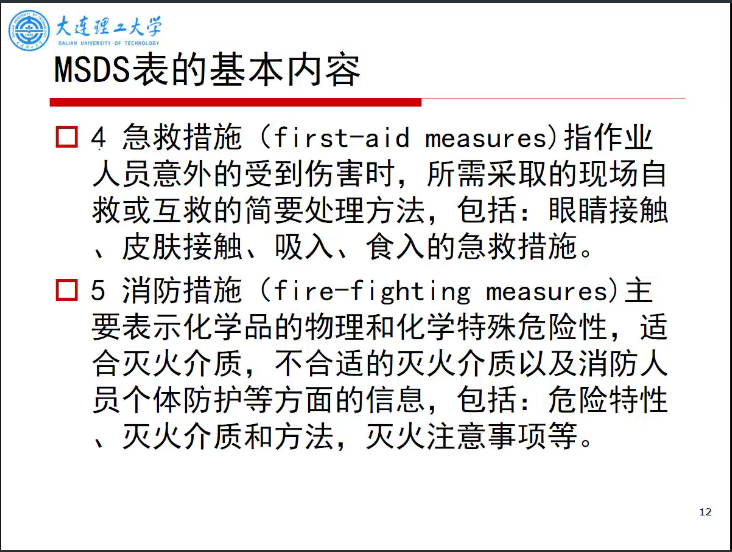 大连理工大学
DALIAN UNIVERSITY OF TECHNOLOGY
MSDS表的基本内容
4 急救措施（first-aid measures)指作业
人员意外的受到伤害时，所需采取的现场自
救或互救的简要处理方法，包括：眼睛接触
、皮肤接触、吸入、食入的急救措施。
5 消防措施（fire-fighting measures)主
要表示化学品的物理和化学特殊危险性，适
合灭火介质，不合适的灭火介质以及消防人
员个体防护等方面的信息，包括：危险特性
、灭火介质和方法，灭火注意事项等。
12